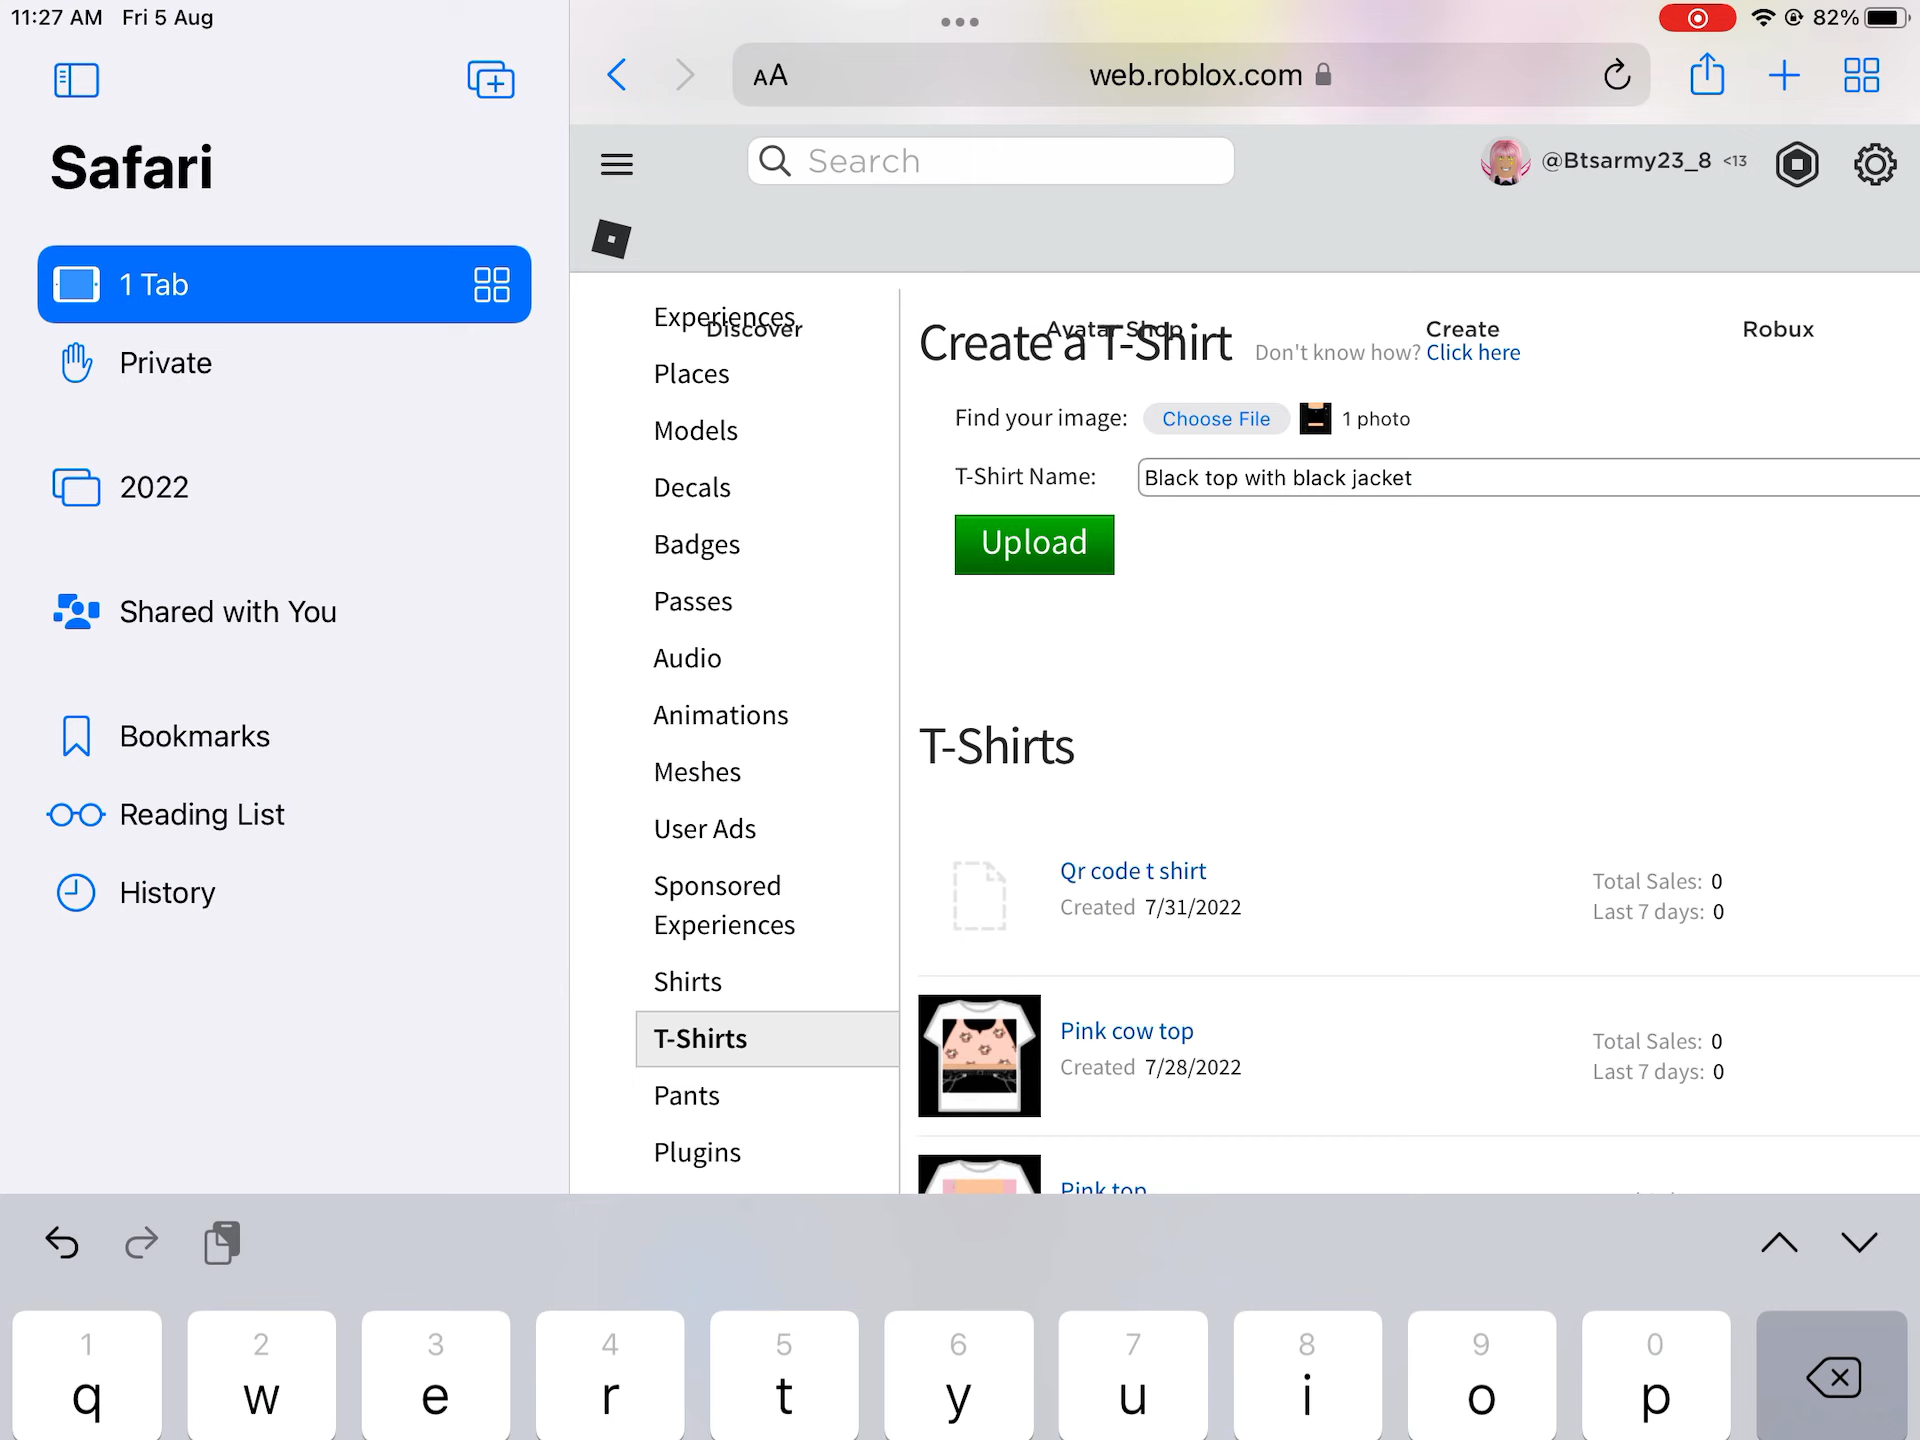 11:27 AM Fri 5 Aug
82%
Safari
1 Tab
Private
2022
Shared with You
Bookmarks
Reading List
History
AA
web.roblox.com
Search
@Btsarmy23_8 <13
Discover
Avatar Shop
Create
Robux
Experiences
Places
Models
Decals
Badges
Passes
Audio
Animations
Meshes
User Ads
Sponsored
Experiences
Shirts
T-Shirts
Pants
Plugins
Create a T-Shirt Don't know how? Click here
Find your image: Choose File 1 photo
T-Shirt Name: Black top with black jacket
Upload
T-Shirts
Qr code t shirt
Created 7/31/2022
Total Sales: 0
Last 7 days: 0
Pink cow top
Created 7/28/2022
Total Sales: 0
Last 7 days: 0
Pink top
1 2 3 4 5 6 7 8 9 0
q w e r t y u i o p